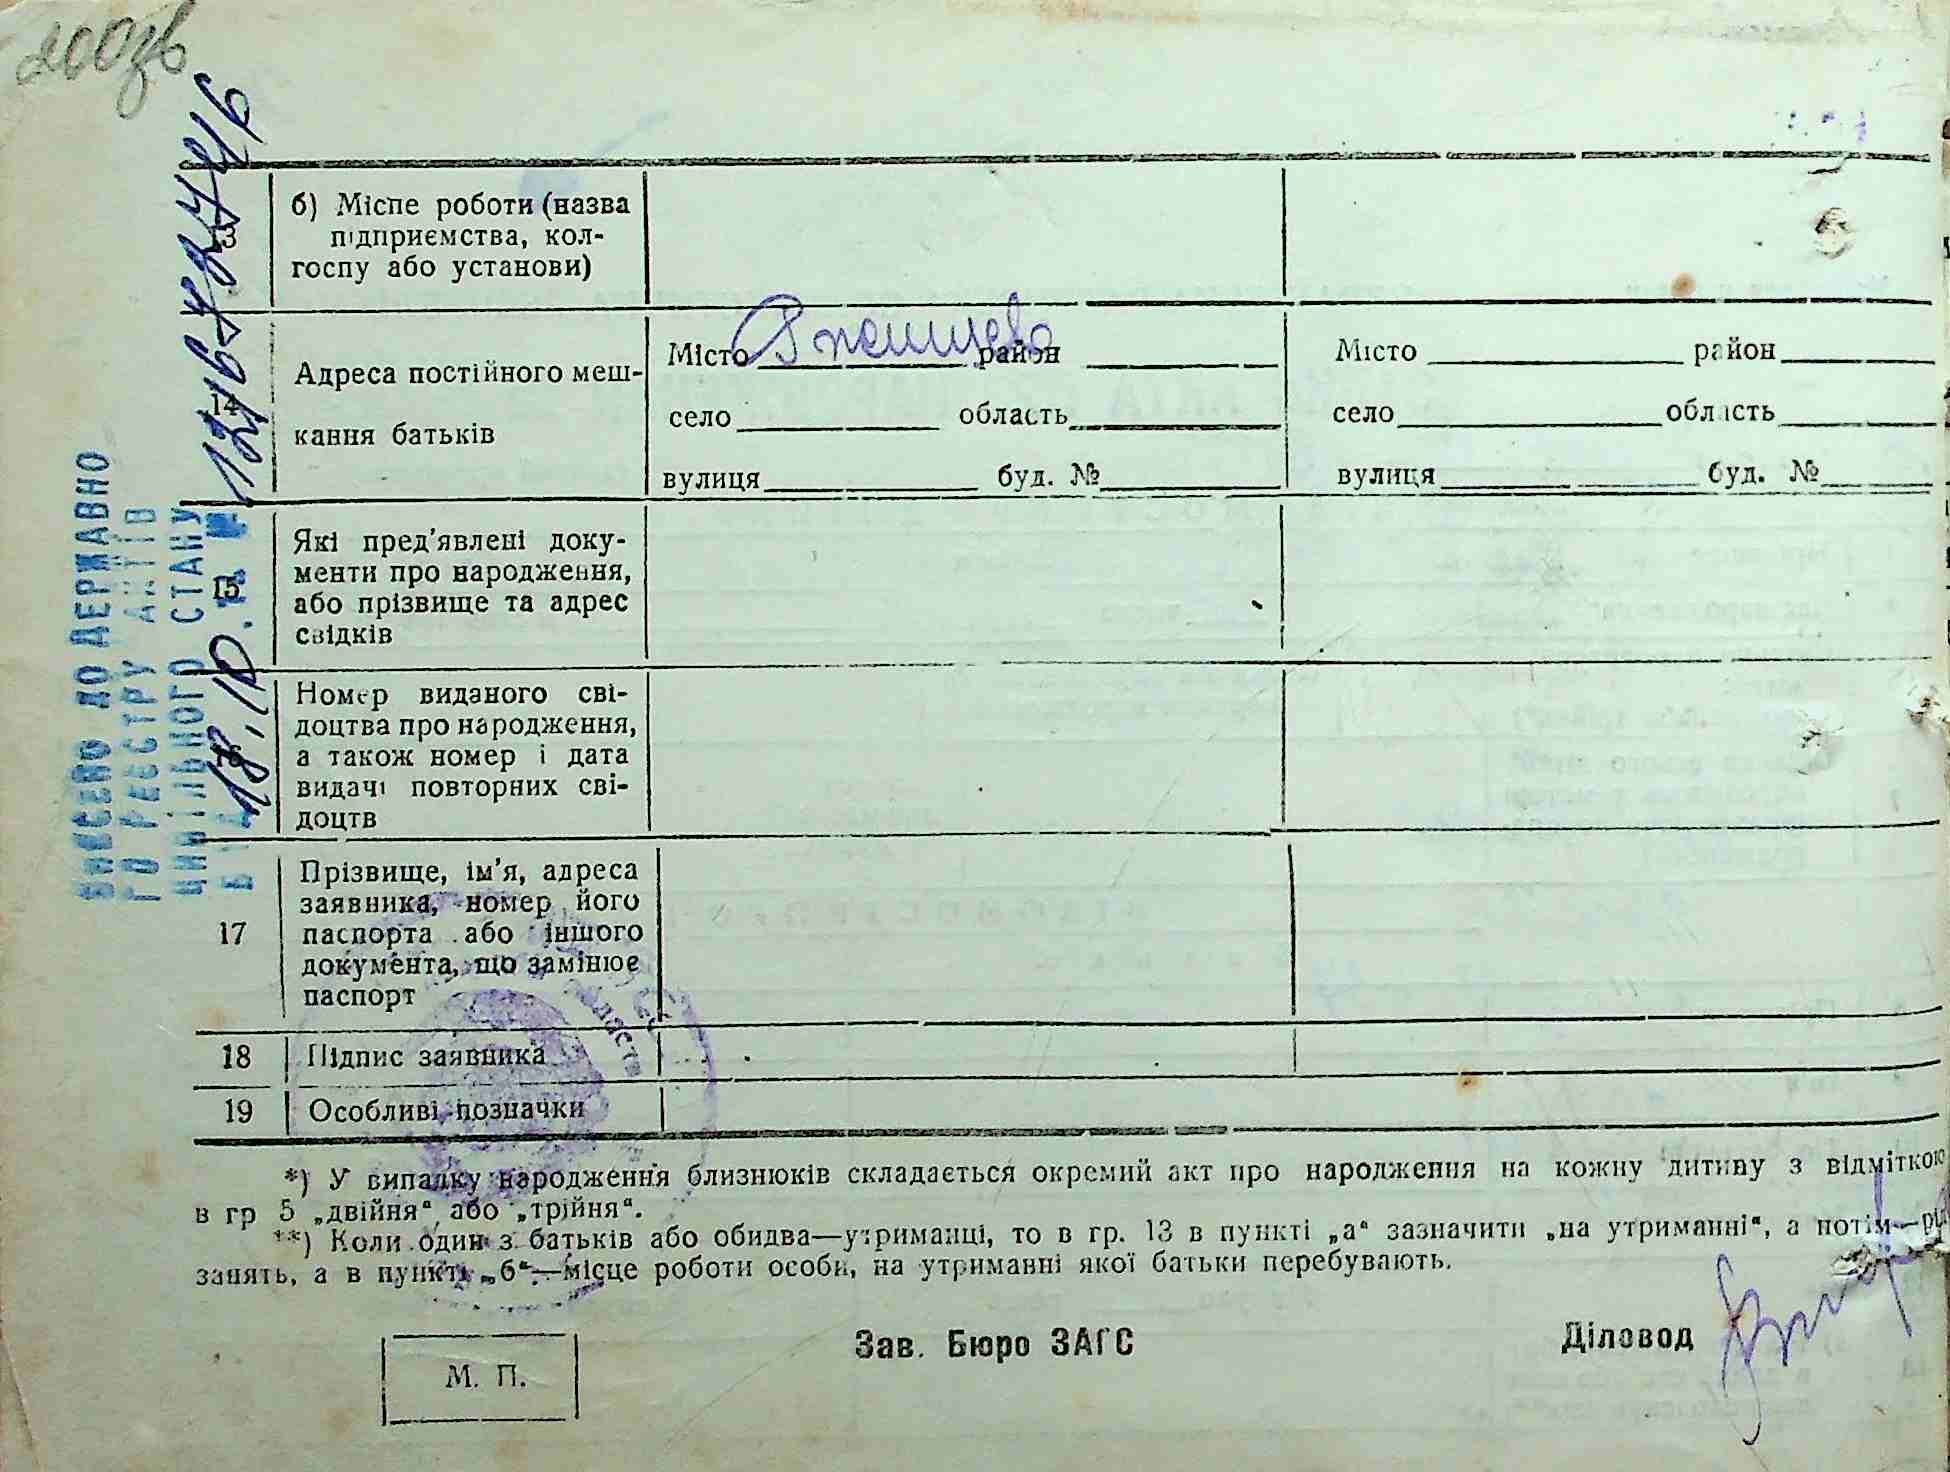 13
б) Місце роботи (назва
підприємства, кол-
госпу або установи)
14
Адреса постійного меш-
кання батьків
Місто район
село область
вулиця буд. №
Місто район
село область
вулиця буд. №
15
Які пред'явлені доку-
менти про народження,
або прізвище та адрес
свідків
16
Номер виданого сві-
доцтва про народження,
а також номер і дата
видачі повторних сві-
доцтв
17
Прізвище, ім'я, адреса
заявника, номер його
паспорта або іншого
документа, що замінює
паспорт
18 Підпис заявника
19 Особливі позначки
*) У випадку народження близнюків складається окремий акт про народження на кожну дитину з відміткою
в гр 5 „двійня“ або „трійня“.
**) Коли один з батьків або обидва—утриманці, то в гр. 13 в пункті „а“ зазначити „на утриманні“, а потім—рід
занять, а в пункті „б“—місце роботи особи, на утриманні якої батьки перебувають.
М. П.
Зав. Бюро ЗАГС
Діловод
ВНЕСЕНО ДО ДЕРЖАВНО
ГО РЕЄСТРУ АКТІВ
ЦИВІЛЬНОГО СТАНУ
18.10.